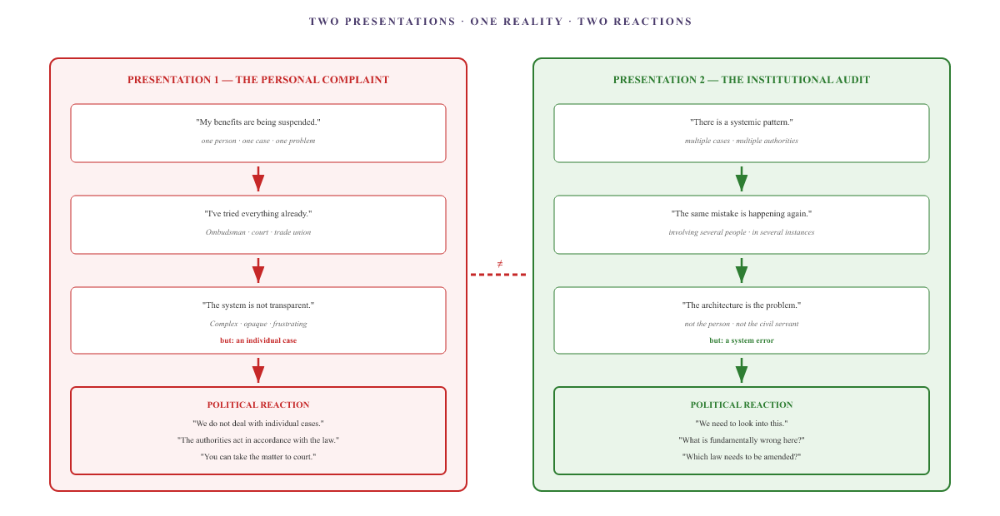 TWO PRESENTATIONS · ONE REALITY · TWO REACTIONS
PRESENTATION 1 — THE PERSONAL COMPLAINT
"My benefits are being suspended."
one person · one case · one problem
"I've tried everything already."
Ombudsman · court · trade union
"The system is not transparent."
Complex · opaque · frustrating
but: an individual case
POLITICAL REACTION
"We do not deal with individual cases."
"The authorities act in accordance with the law."
"You can take the matter to court."
≠
PRESENTATION 2 — THE INSTITUTIONAL AUDIT
"There is a systemic pattern."
multiple cases · multiple authorities
"The same mistake is happening again."
involving several people · in several instances
"The architecture is the problem."
not the person · not the civil servant
but: a system error
POLITICAL REACTION
"We need to look into this."
"What is fundamentally wrong here?"
"Which law needs to be amended?"